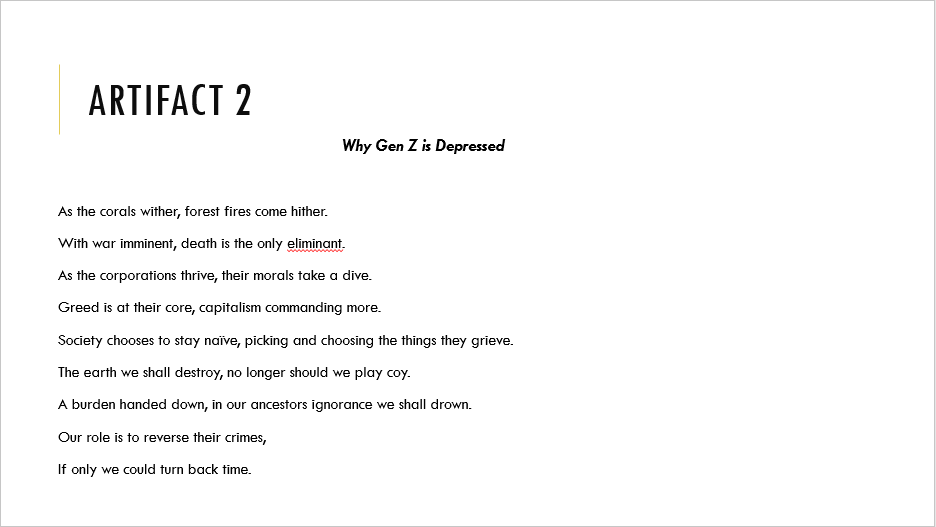 ARTIFACT 2
Why Gen Z is Depressed
As the corals wither, forest fires come hither.
With war imminent, death is the only eliminant.
As the corporations thrive, their morals take a dive.
Greed is at their core, capitalism commanding more.
Society chooses to stay naïve, picking and choosing the things they grieve.
The earth we shall destroy, no longer should we play coy.
A burden handed down, in our ancestors ignorance we shall drown.
Our role is to reverse their crimes,
If only we could turn back time.